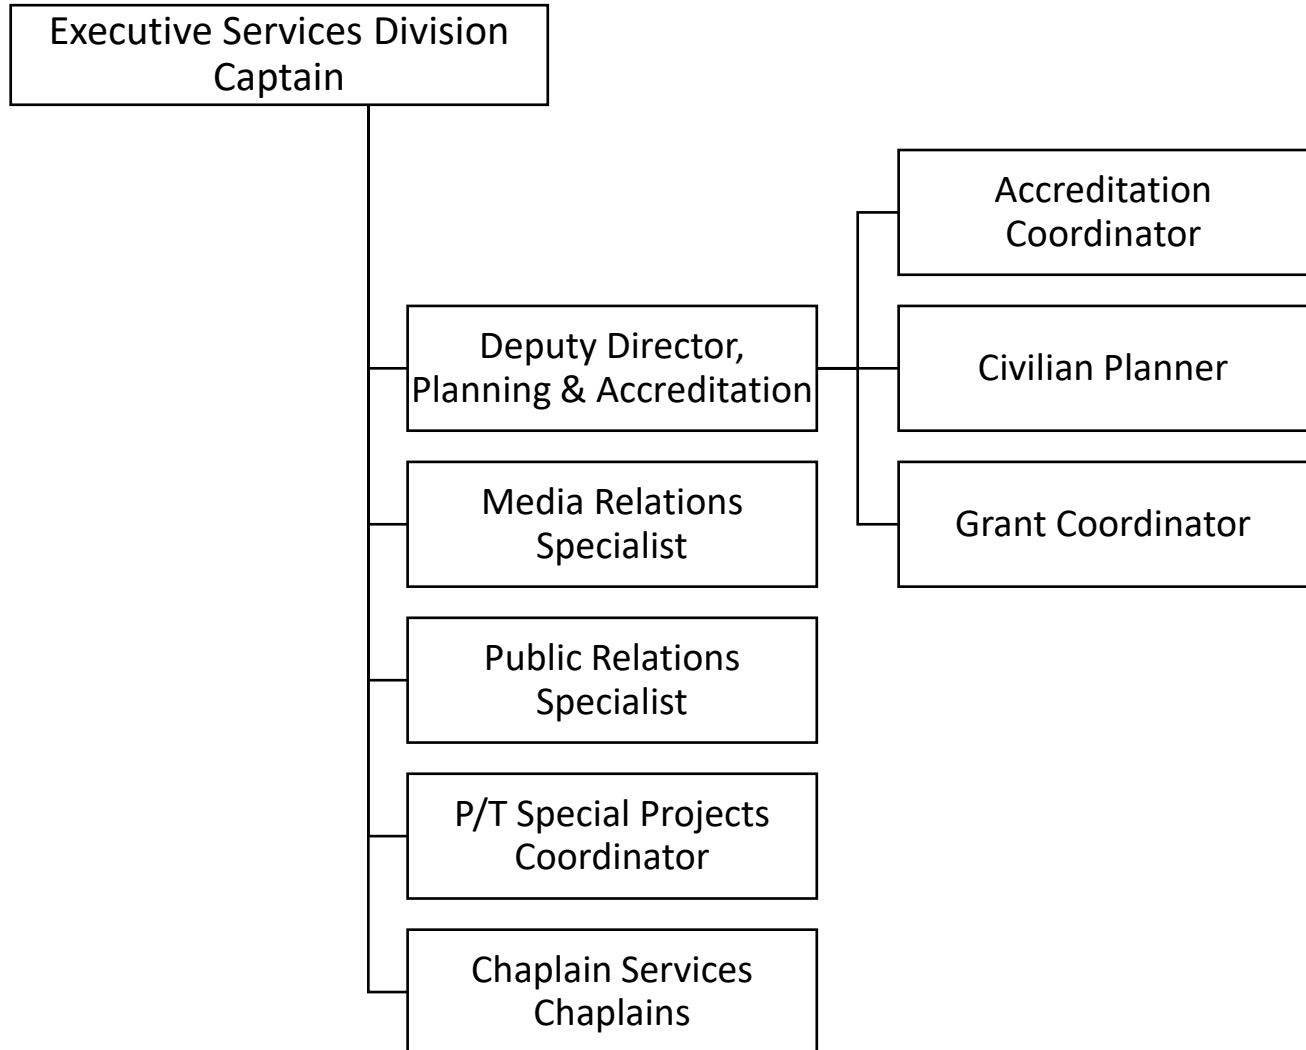 Executive Services Division
Captain
Accreditation
Coordinator
Deputy Director,
Planning & Accreditation
Civilian Planner
Media Relations
Specialist
Grant Coordinator
Public Relations
Specialist
P/T Special Projects
Coordinator
Chaplain Services
Chaplains